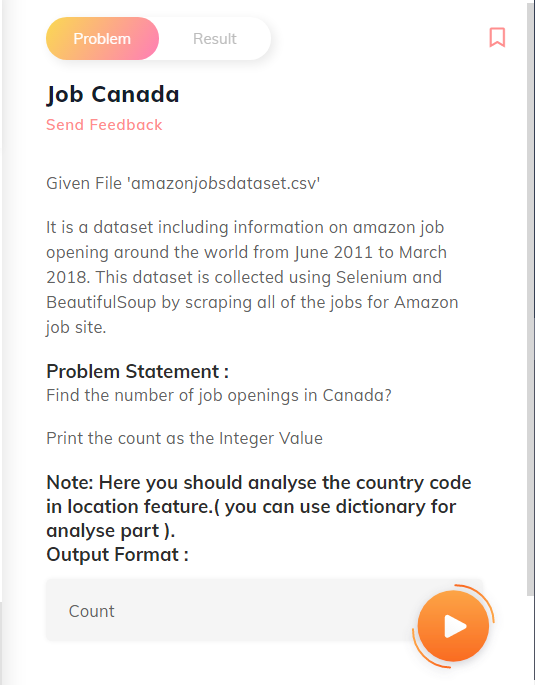 Problem
Result
Job Canada
Send Feedback
Given File 'amazonjobsdataset.csv'
It is a dataset including information on amazon job
opening around the world from June 2011 to March
2018. This dataset is collected using Selenium and
BeautifulSoup by scraping all of the jobs for Amazon
job site.
Problem Statement :
Find the number of job openings in Canada?
Print the count as the Integer Value
Note: Here you should analyse the country code
in location feature.( you can use dictionary for
analyse part ).
Output Format :
Count